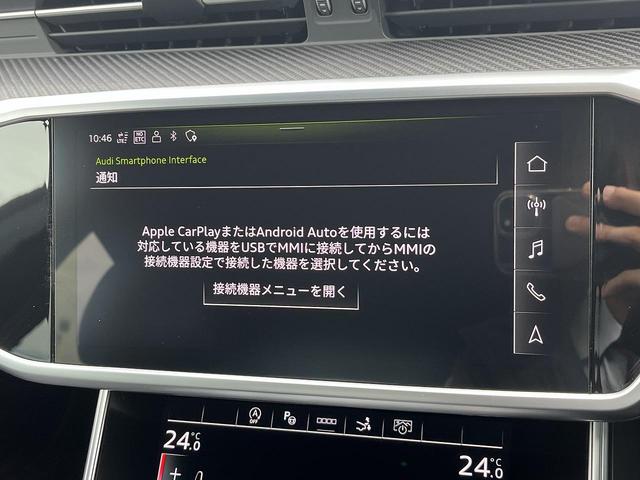 10:46 LTE NO ETC
Audi Smartphone Interface
通知
Apple CarPlayまたはAndroid Autoを使用するには
対応している機器をUSBでMMIに接続してからMMIの
接続機器設定で接続した機器を選択してください。
接続機器メニューを開く
A OFF P
24.0°C
24.0°C